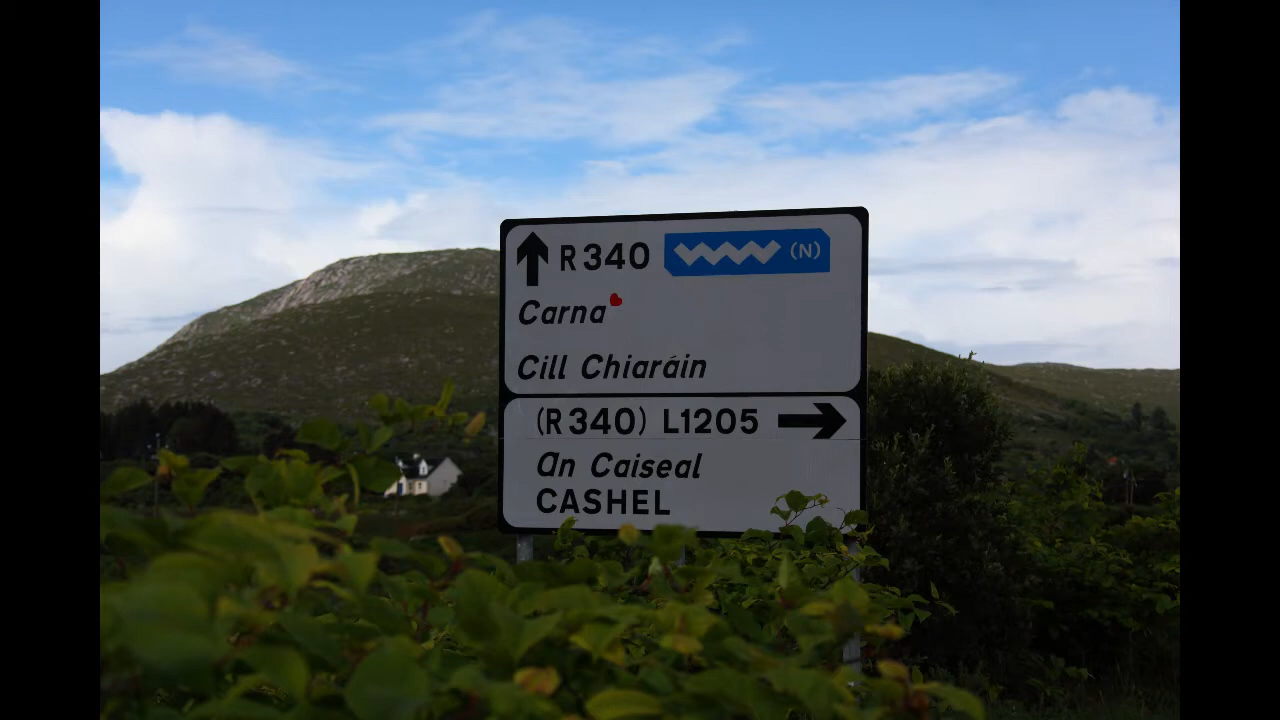 R340 (N)
Carna
Cill Chiaráin
(R340) L1205
An Caiseal
CASHEL